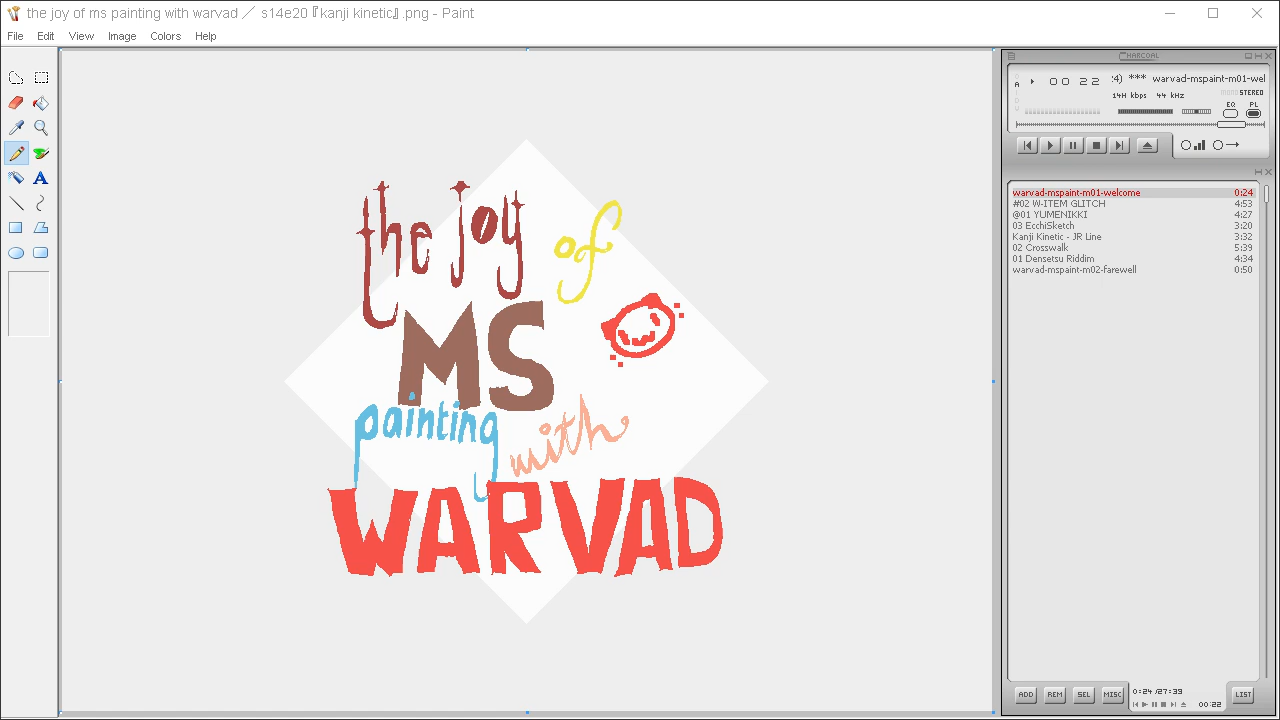 the joy of ms painting with warvad ／ s14e20『kanji kinetic』.png - Paint
File Edit View Image Colors Help
CHARCOAL
00 22
:4) *** warvad-mspaint-m01-wel
14H kbps 44 kHz
MONO STEREO
EQ PL
warvad-mspaint-m01-welcome 0:24
#02 W-ITEM GLITCH 4:53
@01 YUMENIKKI 4:27
03 EcchiSketch 3:20
Kanji Kinetic - JR Line 3:32
02 Crosswalk 5:39
01 Densetsu Riddim 4:34
warvad-mspaint-m02-farewell 0:50
ADD REM SEL MISC 0:24/27:39 00:22 LIST
A
the joy of
MS
painting with
WARVAD